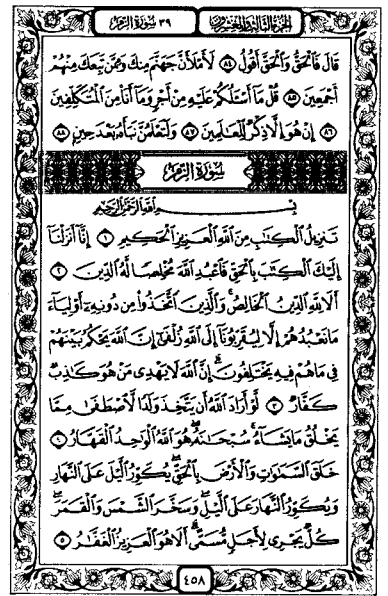 ٣٩ سورة الزمر الجزء الثالث والعشرين
قَالَ فَٱلْحَقُّ وَٱلْحَقَّ أَقُولُ ٨٤ لَأَمْلَأَنَّ جَهَنَّمَ مِنكَ وَمِمَّن تَبِعَكَ مِنْهُمْ
أَجْمَعِينَ ٨٥ قُلْ مَآ أَسْـَٔلُكُمْ عَلَيْهِ مِنْ أَجْرٍ وَمَآ أَنَا۠ مِنَ ٱلْمُتَكَلِّفِينَ
٨٦ إِنْ هُوَ إِلَّا ذِكْرٌ لِّلْعَٰلَمِينَ ٨٧ وَلَتَعْلَمُنَّ نَبَأَهُۥ بَعْدَ حِينٍۭ ٨٨
سُورَةُ الزُّمَر
بِسْمِ ٱللَّهِ ٱلرَّحْمَٰنِ ٱلرَّحِيمِ
تَنزِيلُ ٱلْكِتَٰبِ مِنَ ٱللَّهِ ٱلْعَزِيزِ ٱلْحَكِيمِ ١ إِنَّآ أَنزَلْنَآ
إِلَيْكَ ٱلْكِتَٰبَ بِٱلْحَقِّ فَٱعْبُدِ ٱللَّهَ مُخْلِصًا لَّهُ ٱلدِّينَ ٢
أَلَا لِلَّهِ ٱلدِّينُ ٱلْخَالِصُ ۚ وَٱلَّذِينَ ٱتَّخَذُوا۟ مِن دُونِهِۦٓ أَوْلِيَآءَ
مَا نَعْبُدُهُمْ إِلَّا لِيُقَرِّبُونَآ إِلَى ٱللَّهِ زُلْفَىٰٓ إِنَّ ٱللَّهَ يَحْكُمُ بَيْنَهُمْ
فِى مَا هُمْ فِيهِ يَخْتَلِفُونَ ۗ إِنَّ ٱللَّهَ لَا يَهْدِى مَنْ هُوَ كَٰذِبٌ
كَفَّارٌ ٣ لَّوْ أَرَادَ ٱللَّهُ أَن يَتَّخِذَ وَلَدًا لَّٱصْطَفَىٰ مِمَّا
يَخْلُقُ مَا يَشَآءُ ۚ سُبْحَٰنَهُۥ ۖ هُوَ ٱللَّهُ ٱلْوَٰحِدُ ٱلْقَهَّارُ ٤
خَلَقَ ٱلسَّمَٰوَٰتِ وَٱلْأَرْضَ بِٱلْحَقِّ ۖ يُكَوِّرُ ٱلَّيْلَ عَلَى ٱلنَّهَارِ
وَيُكَوِّرُ ٱلنَّهَارَ عَلَى ٱلَّيْلِ ۖ وَسَخَّرَ ٱلشَّمْسَ وَٱلْقَمَرَ ۖ
كُلٌّ يَجْرِى لِأَجَلٍ مُّسَمًّى ۗ أَلَا هُوَ ٱلْعَزِيزُ ٱلْغَفَّٰرُ ٥
٤٥٨